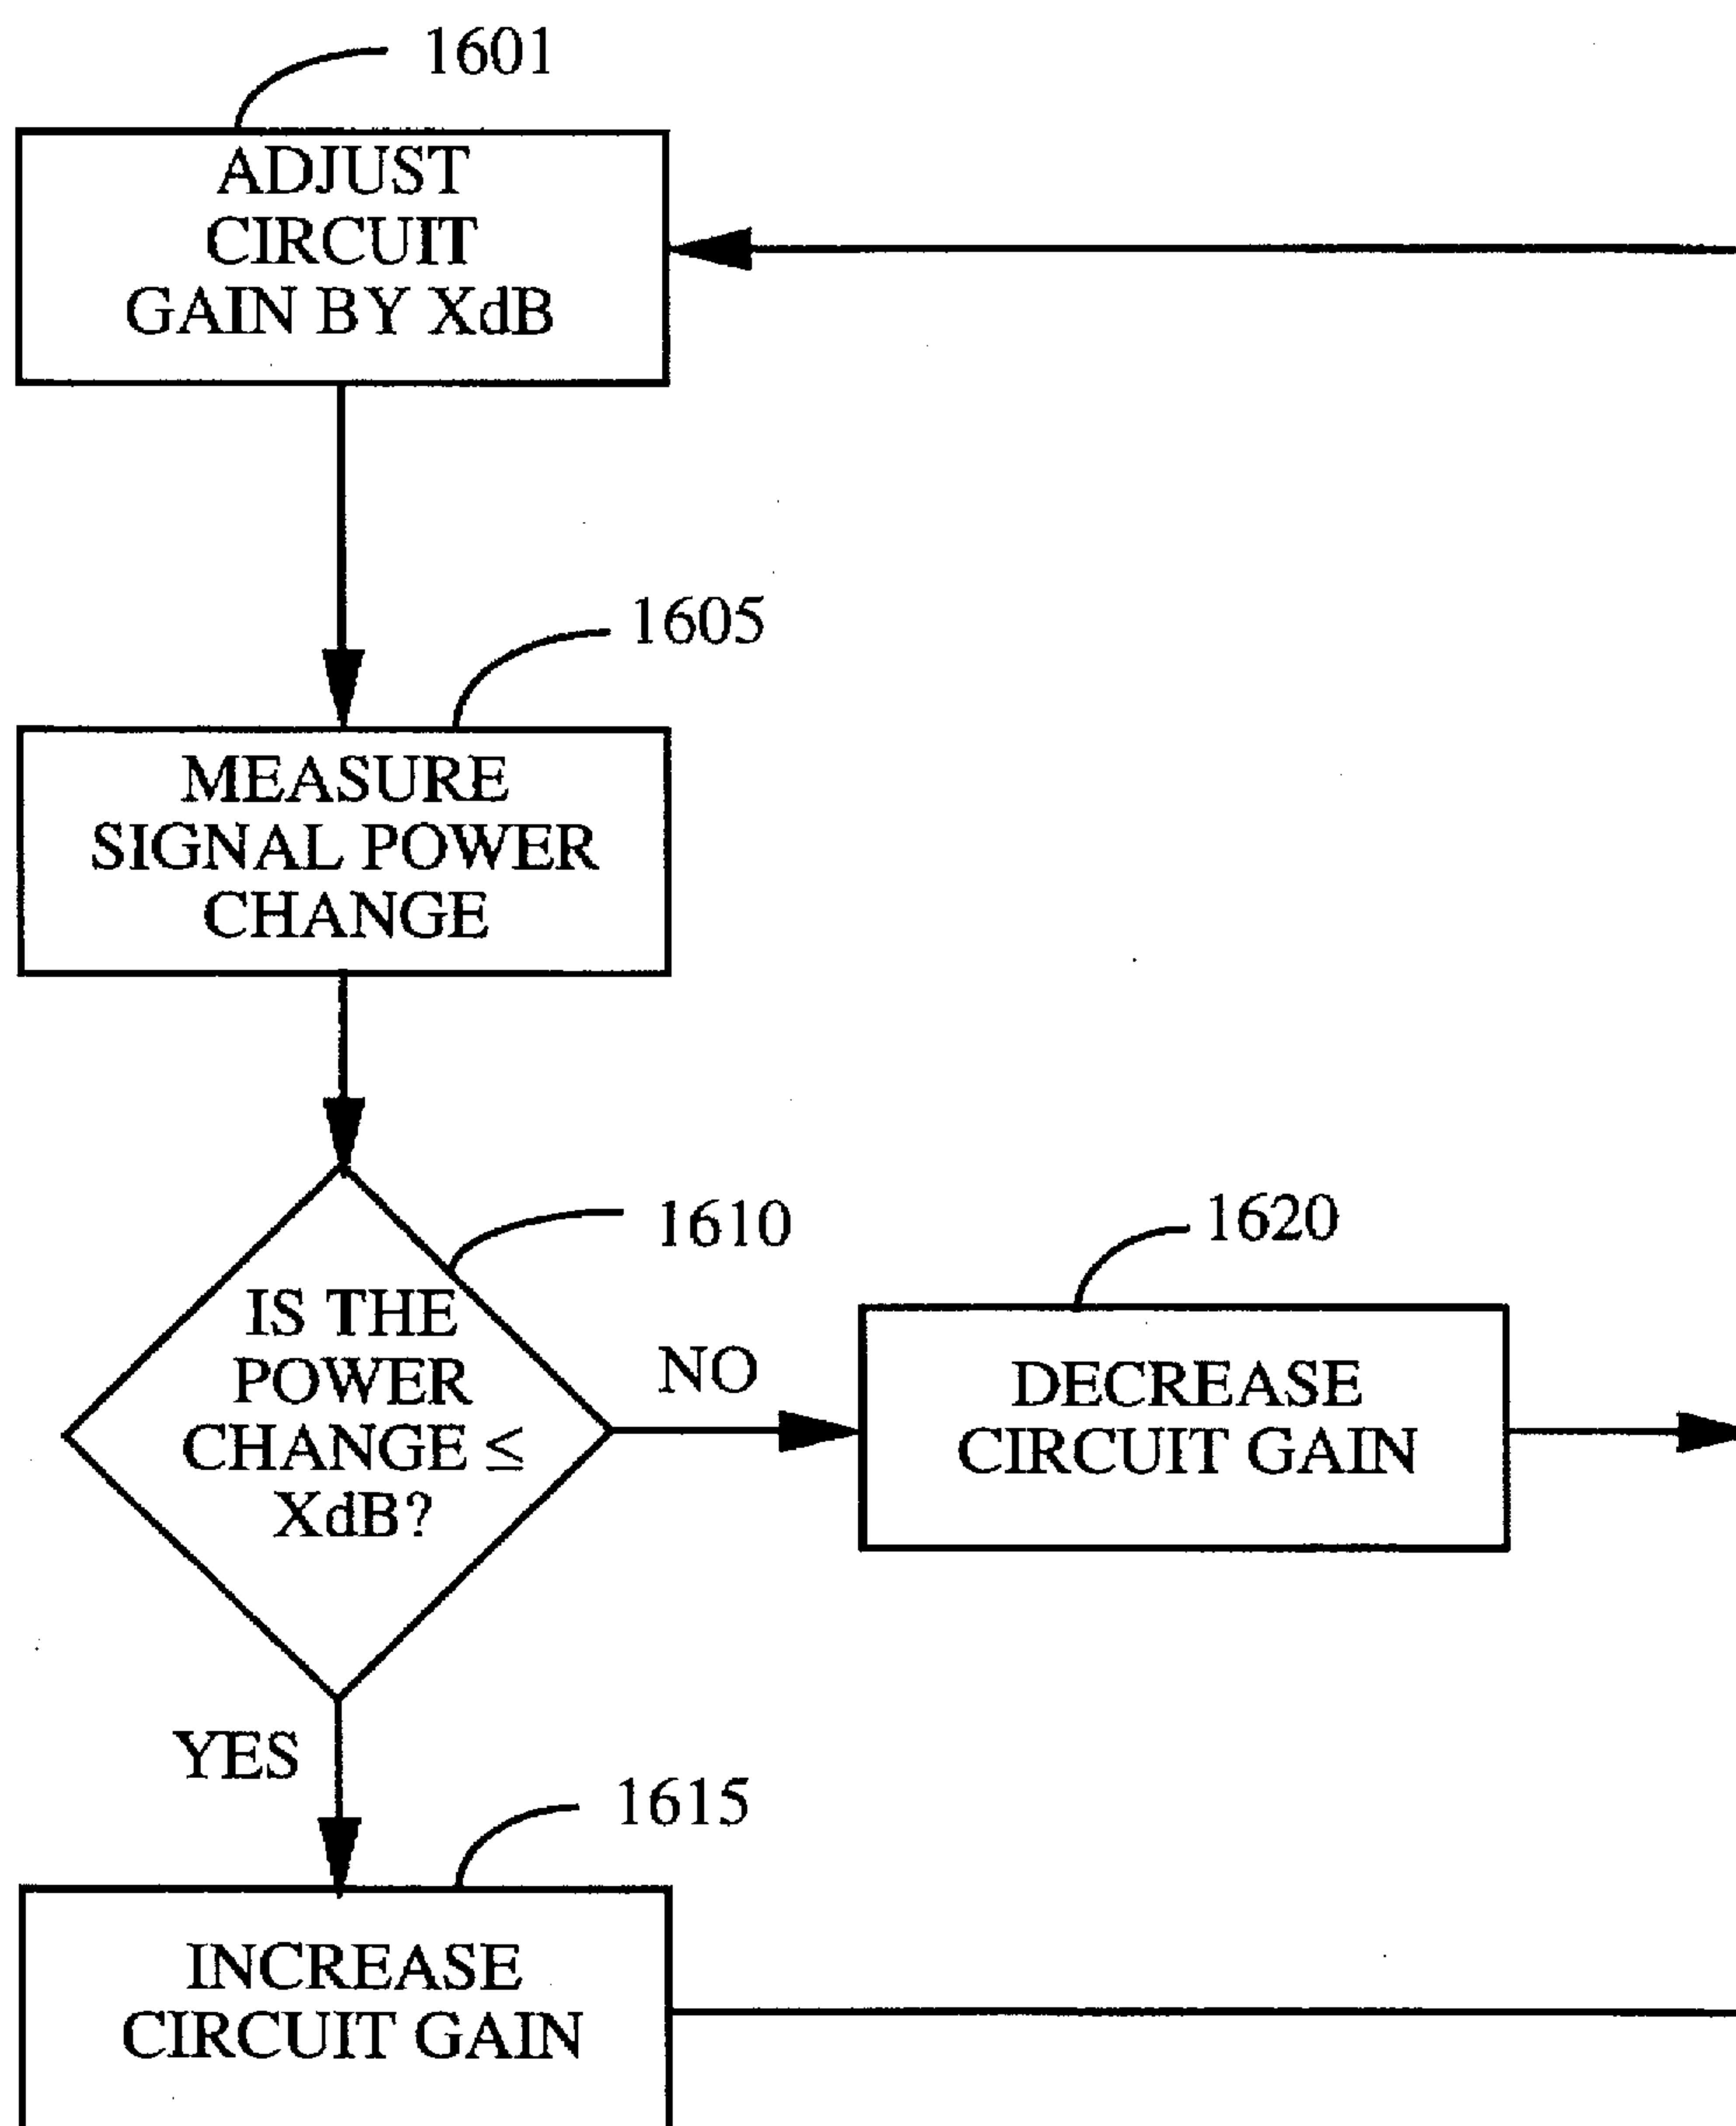 1601
ADJUST
CIRCUIT
GAIN BY XdB
1605
MEASURE
SIGNAL POWER
CHANGE
1610
IS THE
POWER
CHANGE ≤
XdB?
NO
1620
DECREASE
CIRCUIT GAIN
YES
1615
INCREASE
CIRCUIT GAIN